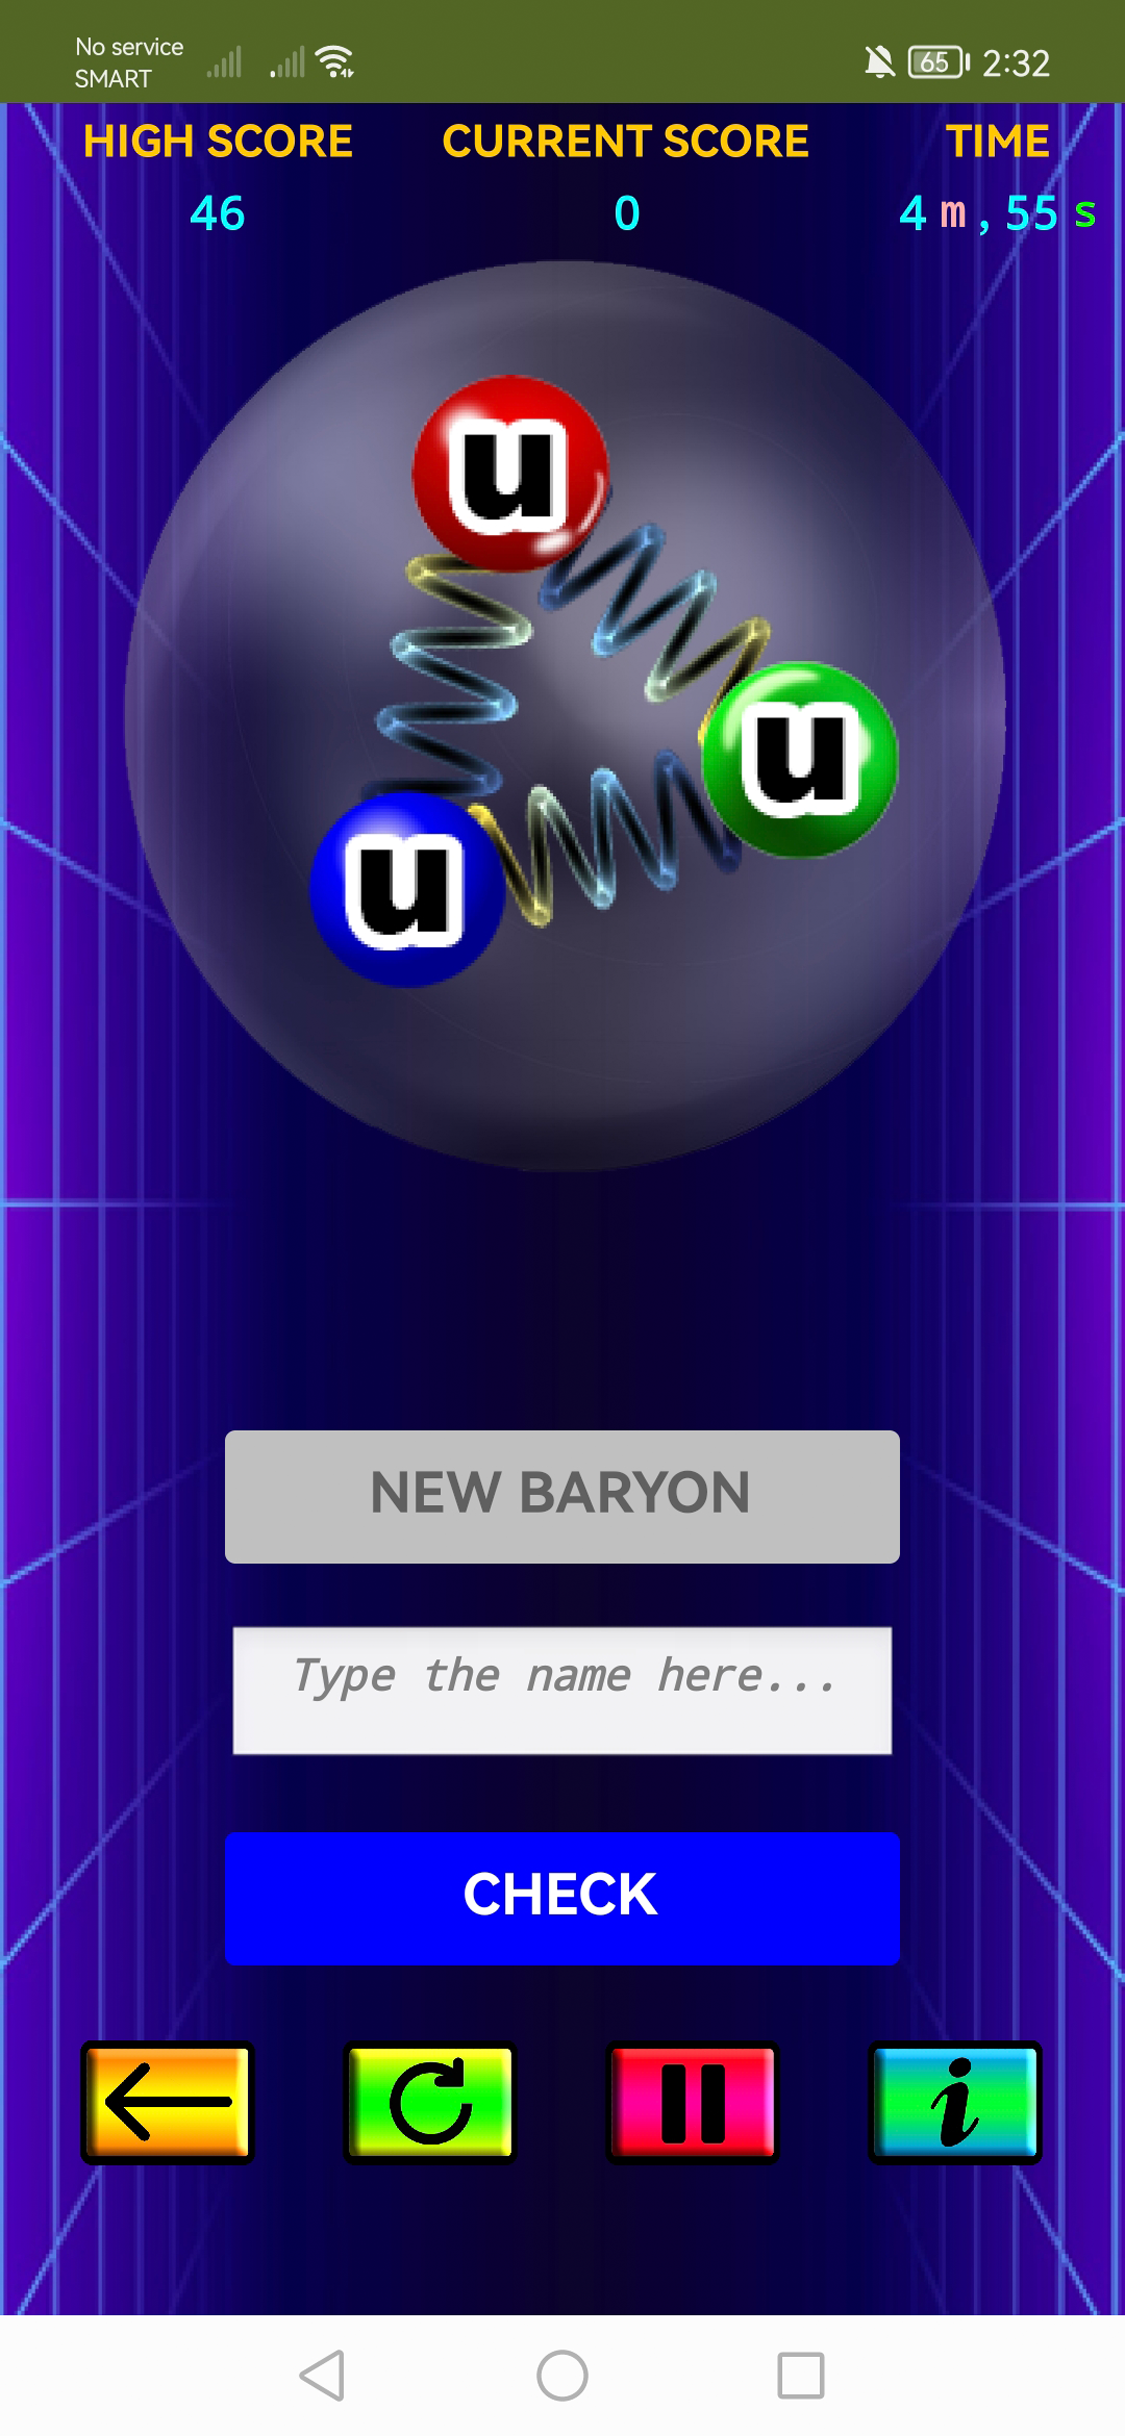 No service
SMART
65
2:32
HIGH SCORE
CURRENT SCORE
TIME
46
0
4 m, 55 s
u
u
u
NEW BARYON
Type the name here...
CHECK
i